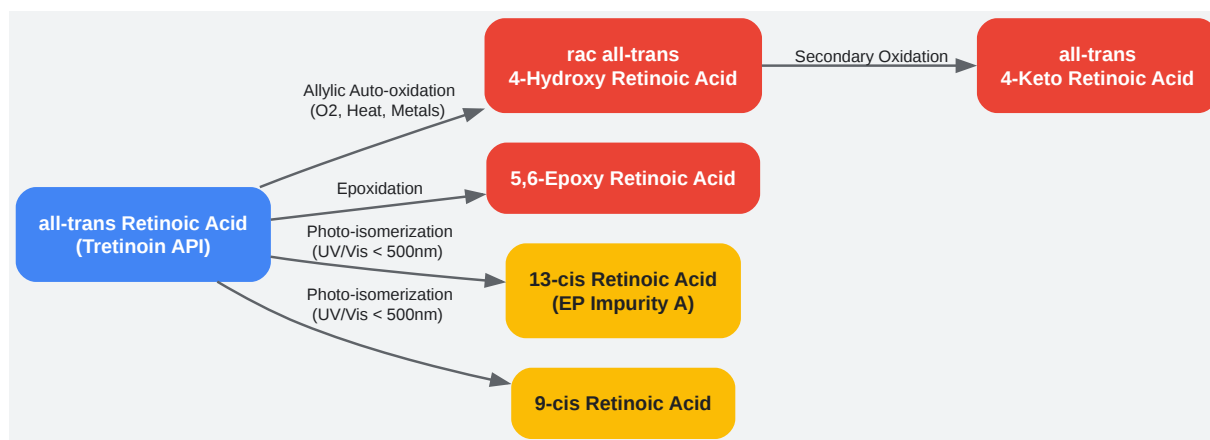 rac all-trans
4-Hydroxy Retinoic Acid
Secondary Oxidation
all-trans
4-Keto Retinoic Acid
Allylic Auto-oxidation
(O2, Heat, Metals)
5,6-Epoxy Retinoic Acid
Epoxidation
all-trans Retinoic Acid
(Tretinoin API)
Photo-isomerization
(UV/Vis < 500nm)
13-cis Retinoic Acid
(EP Impurity A)
Photo-isomerization
(UV/Vis < 500nm)
9-cis Retinoic Acid